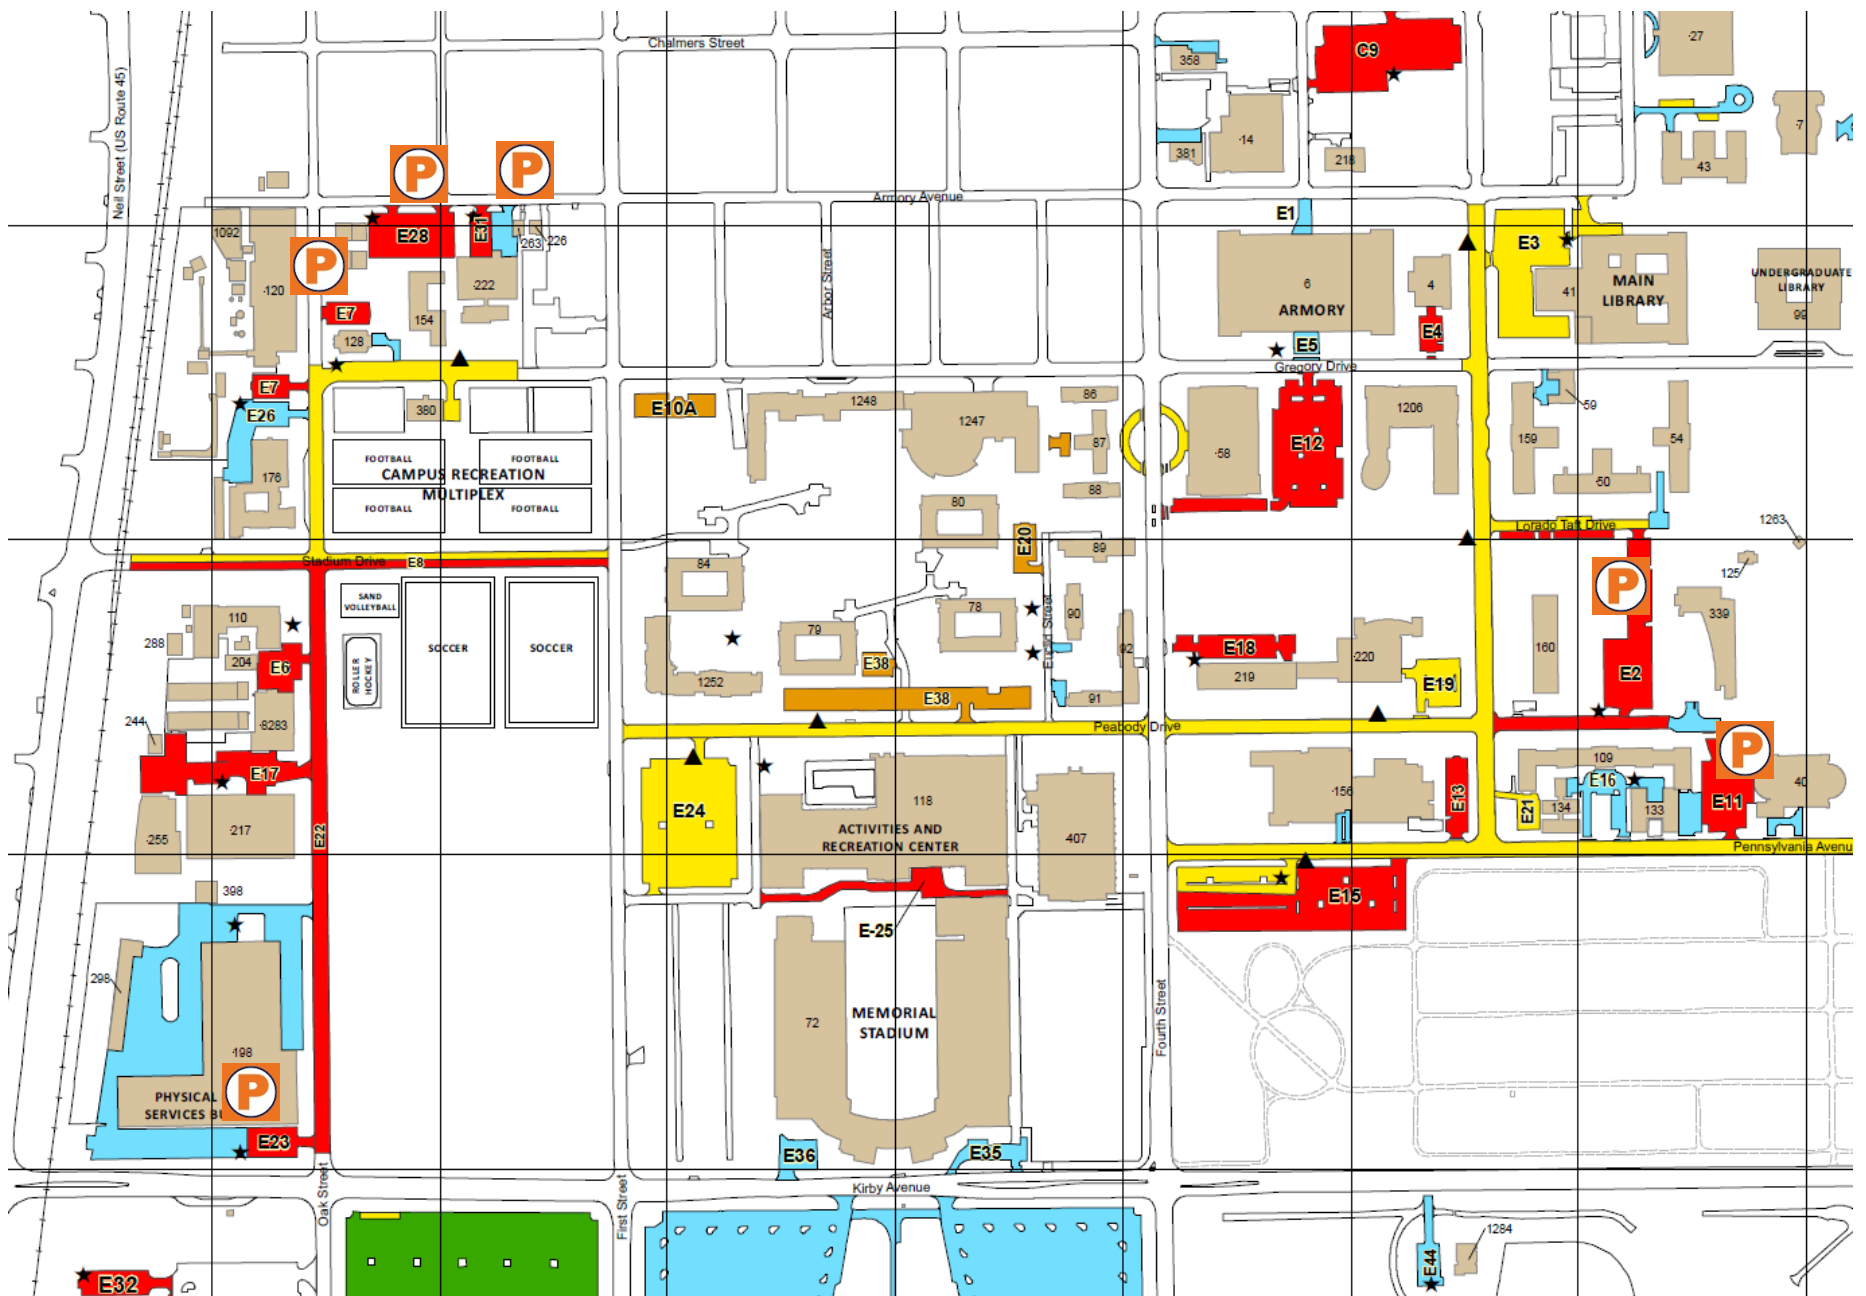 Chalmers Street
Neil Street (US Route 45)
358
C9
27
7
14
381
218
43
P
P
Armory Avenue
1092
E28
E31
263
226
E1
E3
P
120
222
154
E7
128
Arbor Street
6
ARMORY
4
E4
E5
41
MAIN
LIBRARY
UNDERGRADUATE
LIBRARY
99
Gregory Drive
E7
E26
380
E10A
1248
1247
86
87
58
E12
1206
159
59
54
FOOTBALL
FOOTBALL
CAMPUS RECREATION
MULTIPLEX
FOOTBALL
FOOTBALL
176
88
80
50
E20
89
Lorado Taft Drive
1263
Stadium Drive
E8
84
P
125
SAND
VOLLEYBALL
110
288
204
E6
ROLLER
HOCKEY
SOCCER
SOCCER
78
79
Euclid Street
90
92
E18
220
160
339
1252
E38
E38
91
219
E19
E2
244
8283
Peabody Drive
E17
P
109
E24
118
ACTIVITIES AND
RECREATION CENTER
407
156
E13
E21
134
E16
133
E11
40
255
217
E22
Pennsylvania Avenu
398
E15
E-25
298
198
72
MEMORIAL
STADIUM
Fourth Street
P
PHYSICAL
SERVICES BU
E23
E36
E35
Kirby Avenue
Oak Street
First Street
1284
E44
E32